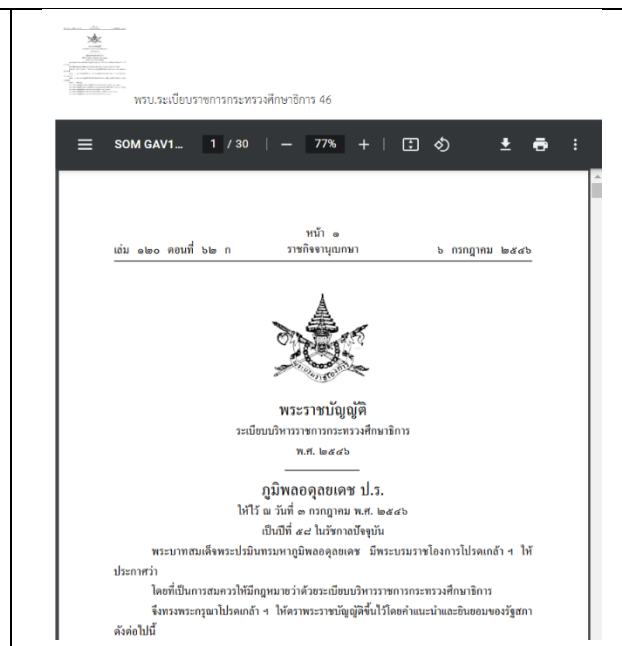 พรบ.ระเบียบราชการกระทรวงศึกษาธิการ 46
SOM GAV1... 1 / 30 77%
หน้า ๑
เล่ม ๑๒๐ ตอนที่ ๖๒ ก ราชกิจจานุเบกษา ๖ กรกฎาคม ๒๕๔๖
พระราชบัญญัติ
ระเบียบบริหารราชการกระทรวงศึกษาธิการ
พ.ศ. ๒๕๔๖
ภูมิพลอดุลยเดช ป.ร.
ให้ไว้ ณ วันที่ ๓ กรกฎาคม พ.ศ. ๒๕๔๖
เป็นปีที่ ๕๘ ในรัชกาลปัจจุบัน
พระบาทสมเด็จพระปรมินทรมหาภูมิพลอดุลยเดช มีพระบรมราชโองการโปรดเกล้า ฯ ให้
ประกาศว่า
โดยที่เป็นการสมควรให้มีกฎหมายว่าด้วยระเบียบบริหารราชการกระทรวงศึกษาธิการ
จึงทรงพระกรุณาโปรดเกล้า ฯ ให้ตราพระราชบัญญัติขึ้นไว้โดยคำแนะนำและยินยอมของรัฐสภา
ดังต่อไปนี้